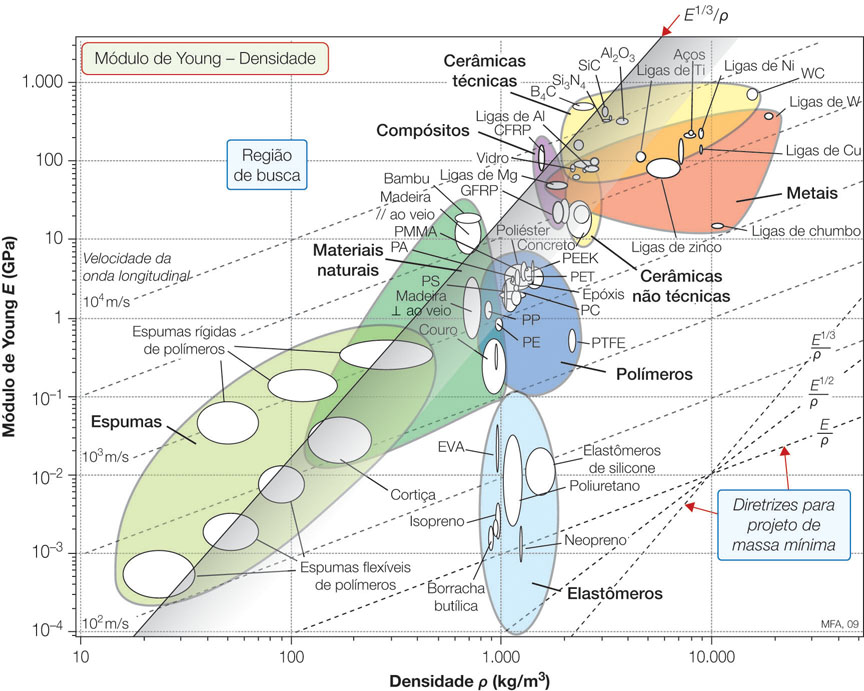 E^1/3/ρ
Módulo de Young – Densidade
Região
de busca
Módulo de Young E (GPa)
1.000
100
10
1
10^–1
10^–2
10^–3
10^–4
Cerâmicas
técnicas
B4C
Si3N4
SiC
Al2O3
Ligas de Ti
Aços
Ligas de Ni
WC
Ligas de W
Ligas de Cu
Metais
Ligas de chumbo
Ligas de zinco
Compósitos
Ligas de Al
CFRP
Vidro
Ligas de Mg
GFRP
Bambu
Madeira
// ao veio
PMMA
PA
Materiais
naturais
PS
Madeira
⊥ ao veio
Couro
Poliéster
Concreto
PEEK
PET
Epóxis
PC
PP
PE
PTFE
Cerâmicas
não técnicas
Polímeros
Velocidade da
onda longitudinal
10^4 m/s
10^3 m/s
10^2 m/s
Espumas rígidas
de polímeros
Espumas
Cortiça
Espumas flexíveis
de polímeros
EVA
Isopreno
Borracha
butílica
Elastômeros
de silicone
Poliuretano
Neopreno
Elastômeros
E^1/3
ρ
E^1/2
ρ
E
ρ
Diretrizes para
projeto de
massa mínima
MFA, 09
10
100
1.000
10.000
Densidade ρ (kg/m^3)